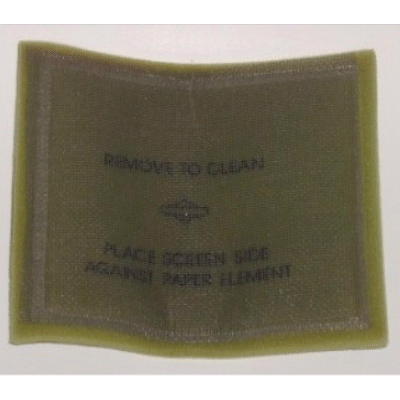 REMOVE TO CLEAN
PLACE SCREEN SIDE
AGAINST PAPER ELEMENT